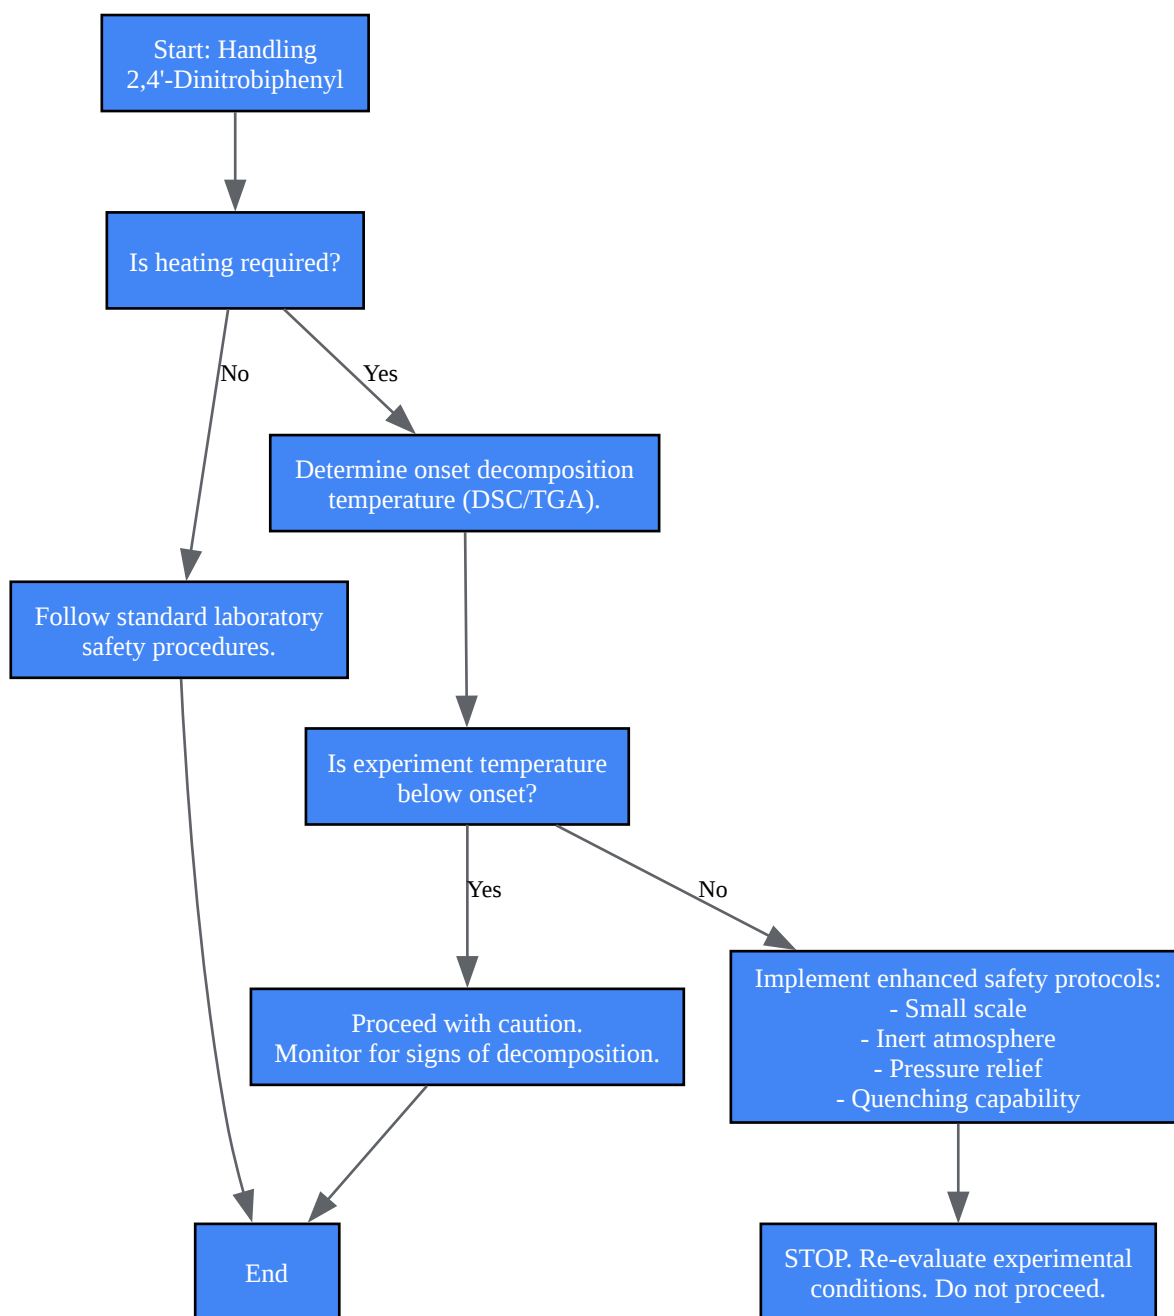 Start: Handling
2,4'-Dinitrobiphenyl
Is heating required?
No
Yes
Determine onset decomposition
temperature (DSC/TGA).
Follow standard laboratory
safety procedures.
Is experiment temperature
below onset?
Yes
No
Implement enhanced safety protocols:
- Small scale
- Inert atmosphere
- Pressure relief
- Quenching capability
Proceed with caution.
Monitor for signs of decomposition.
End
STOP. Re-evaluate experimental
conditions. Do not proceed.